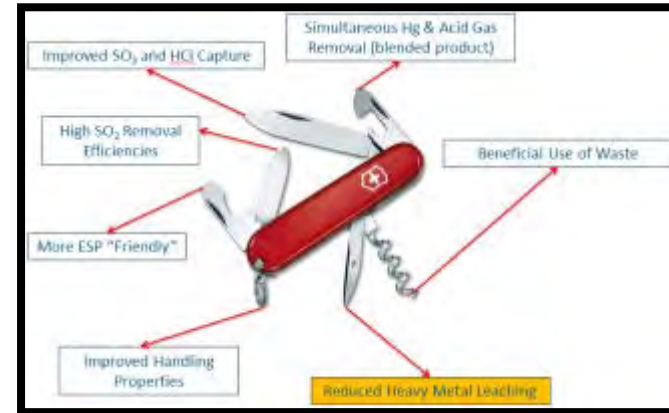 Simultaneous Hg & Acid Gas
Removal (blended product)
Improved SO₃ and HCl Capture
High SO₂ Removal
Efficiencies
Beneficial Use of Waste
More ESP "Friendly"
Improved Handling
Properties
Reduced Heavy Metal Leaching